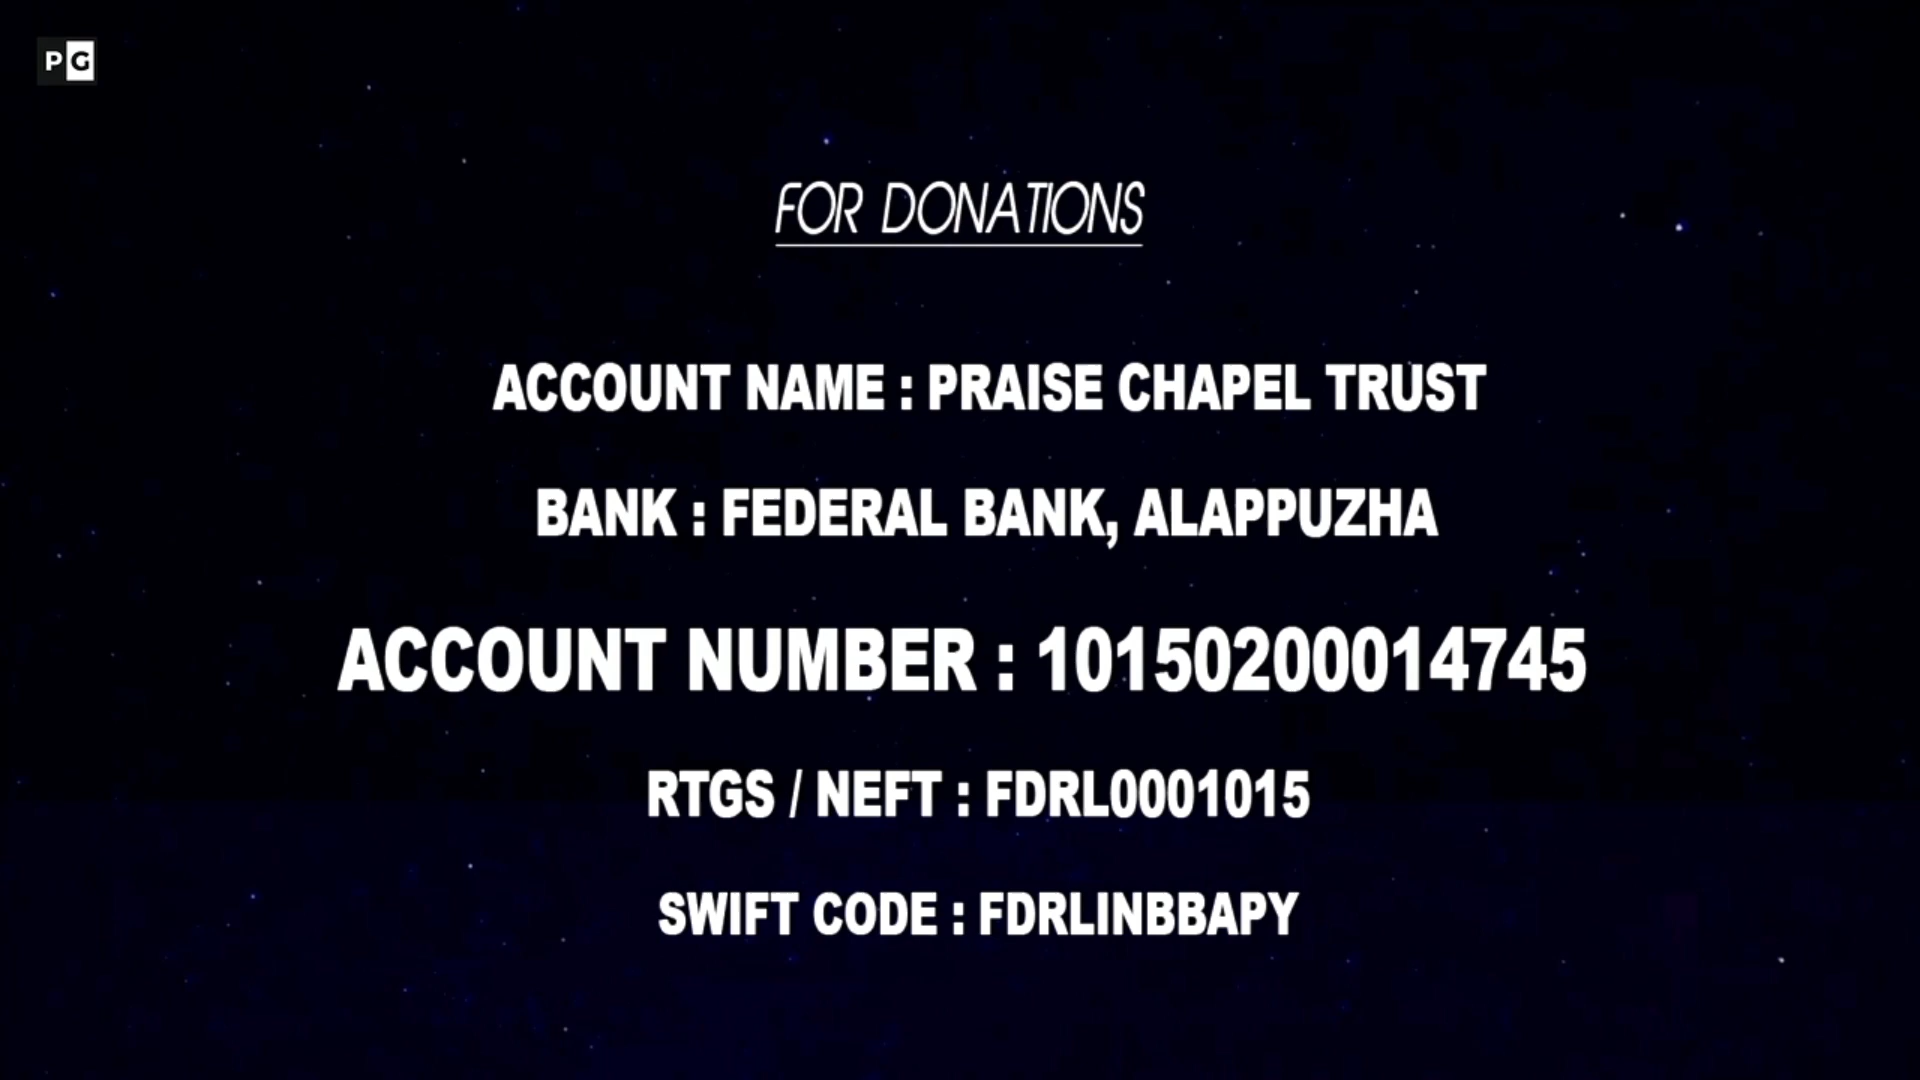 PG
FOR DONATIONS
ACCOUNT NAME : PRAISE CHAPEL TRUST
BANK : FEDERAL BANK, ALAPPUZHA
ACCOUNT NUMBER : 10150200014745
RTGS / NEFT : FDRL0001015
SWIFT CODE : FDRLINBBAPY